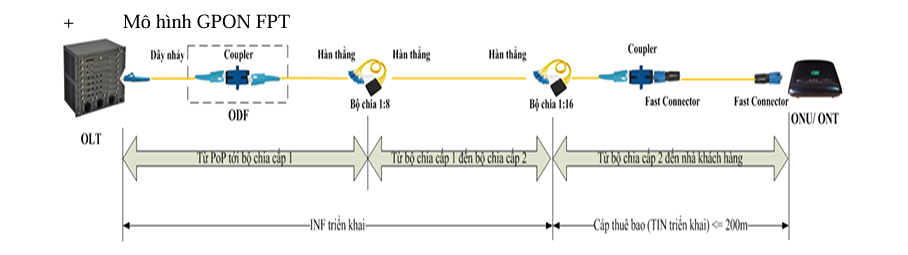 + Mô hình GPON FPT
Dây nhảy
Coupler
Hàn thẳng
Hàn thẳng
Hàn thẳng
Coupler
Bộ chia 1:8
Bộ chia 1:16
Fast Connector
Fast Connector
ODF
ONU/ ONT
OLT
Từ PoP tới bộ chia cấp 1
Từ bộ chia cấp 1 đến bộ chia cấp 2
Từ bộ chia cấp 2 đến nhà khách hàng
INF triển khai
Cáp thuê bao (TIN triển khai) <= 200m